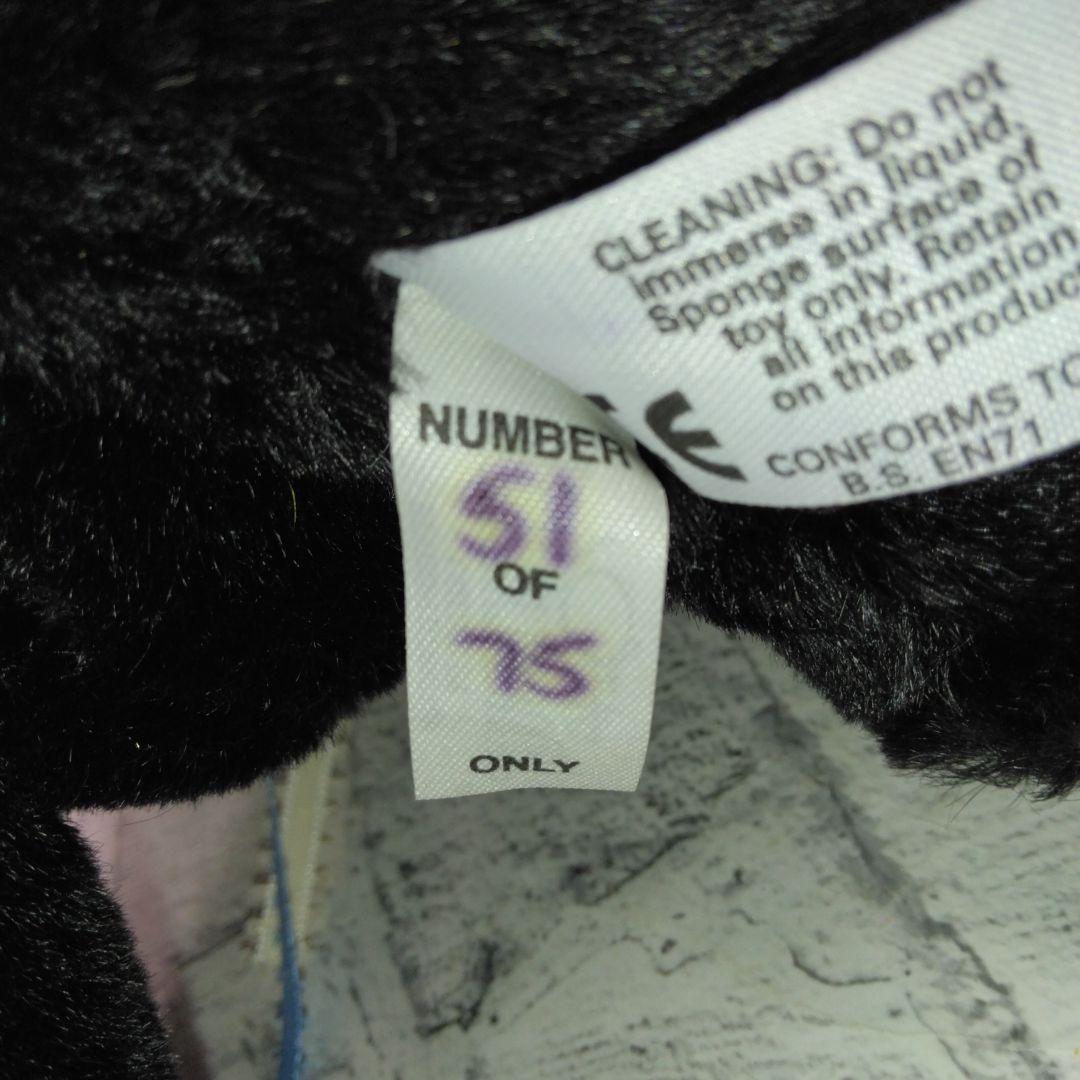 CLEANING: Do not
immerse in liquid.
Sponge surface of
toy only. Retain
all information
on this product
CE
CONFORMS TO
B.S. EN71
NUMBER
51
OF
75
ONLY